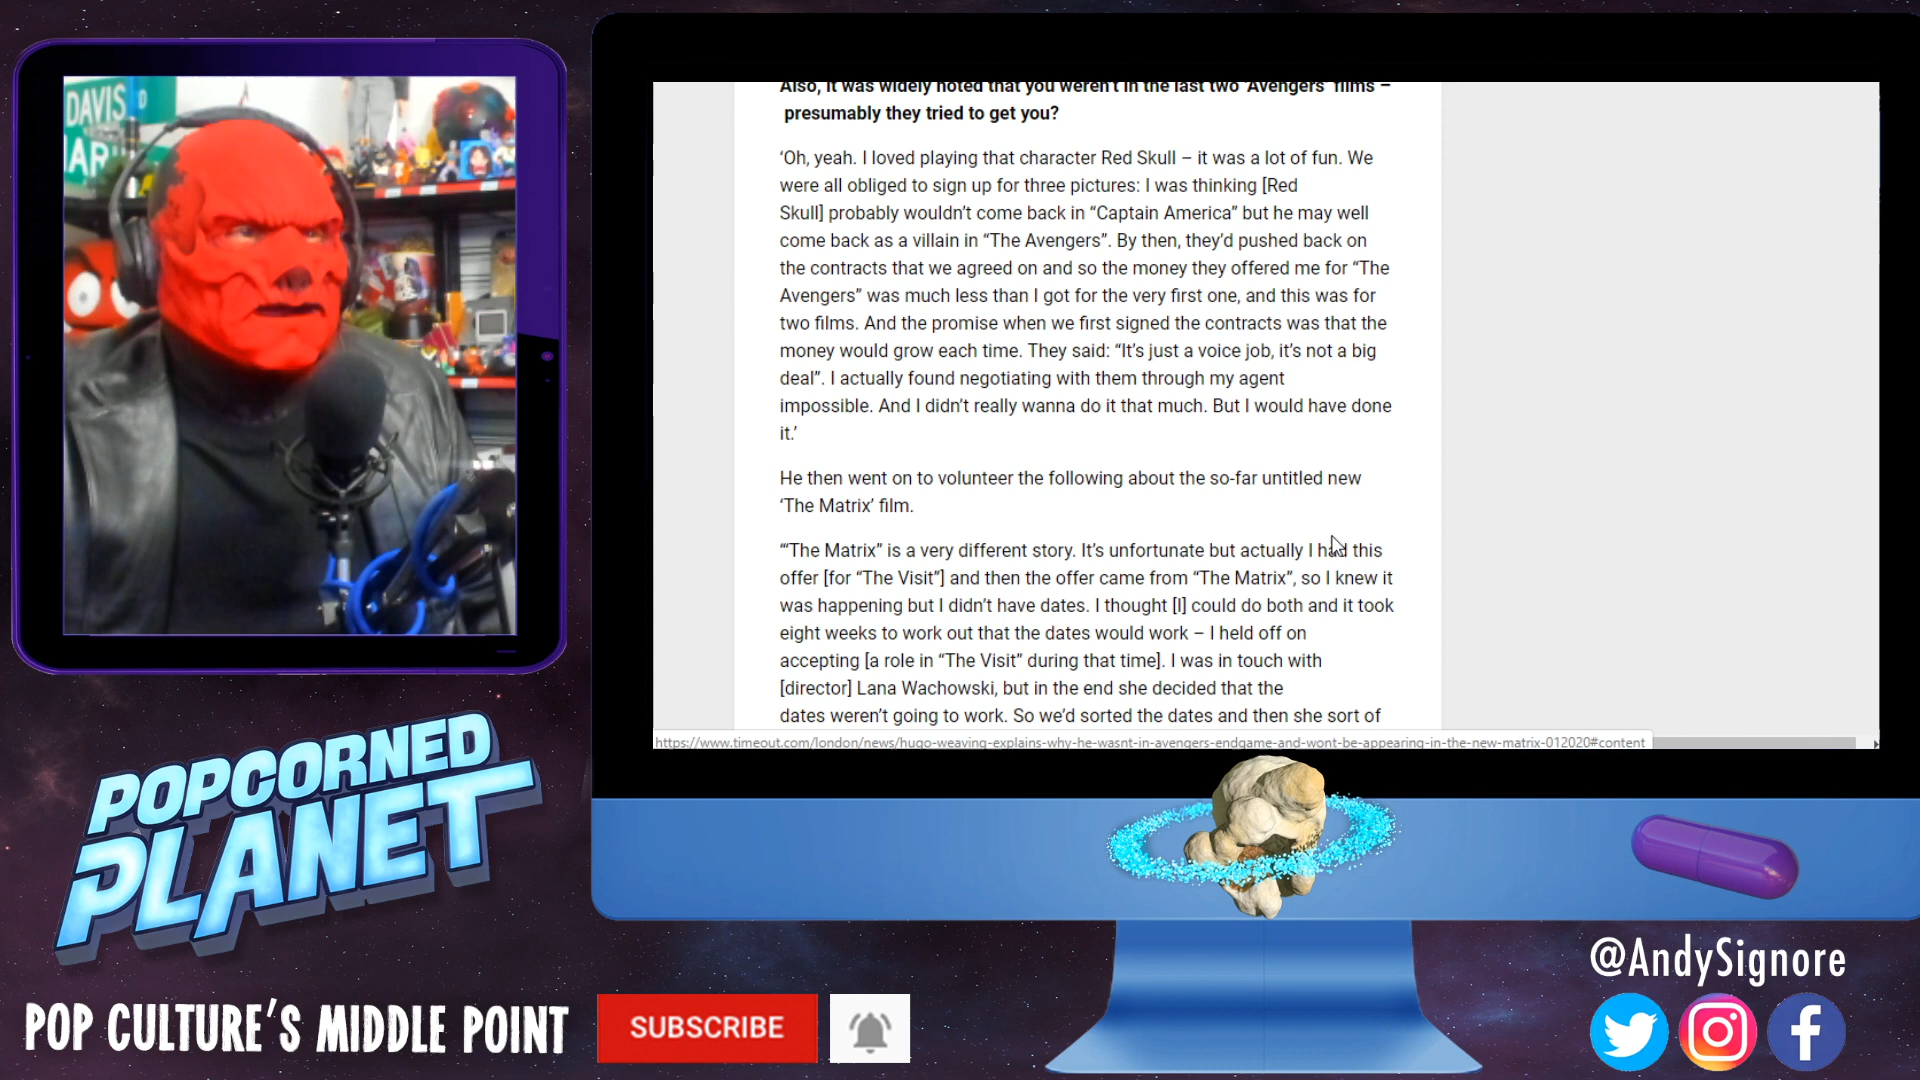 DAVIS
Also, it was widely noted that you weren't in the last two 'Avengers' films –
presumably they tried to get you?
‘Oh, yeah. I loved playing that character Red Skull – it was a lot of fun. We
were all obliged to sign up for three pictures: I was thinking [Red
Skull] probably wouldn’t come back in “Captain America” but he may well
come back as a villain in “The Avengers”. By then, they’d pushed back on
the contracts that we agreed on and so the money they offered me for “The
Avengers” was much less than I got for the very first one, and this was for
two films. And the promise when we first signed the contracts was that the
money would grow each time. They said: “It’s just a voice job, it’s not a big
deal”. I actually found negotiating with them through my agent
impossible. And I didn’t really wanna do it that much. But I would have done
it.’
He then went on to volunteer the following about the so-far untitled new
‘The Matrix’ film.
‘“The Matrix” is a very different story. It’s unfortunate but actually I had this
offer [for “The Visit”] and then the offer came from “The Matrix”, so I knew it
was happening but I didn’t have dates. I thought [I] could do both and it took
eight weeks to work out that the dates would work – I held off on
accepting [a role in “The Visit” during that time]. I was in touch with
[director] Lana Wachowski, but in the end she decided that the
dates weren’t going to work. So we’d sorted the dates and then she sort of
https://www.timeout.com/london/news/hugo-weaving-explains-why-he-wasnt-in-avengers-endgame-and-wont-be-appearing-in-the-new-matrix-012020#content
POPCORNED
PLANET
POP CULTURE'S MIDDLE POINT
SUBSCRIBE
@AndySignore